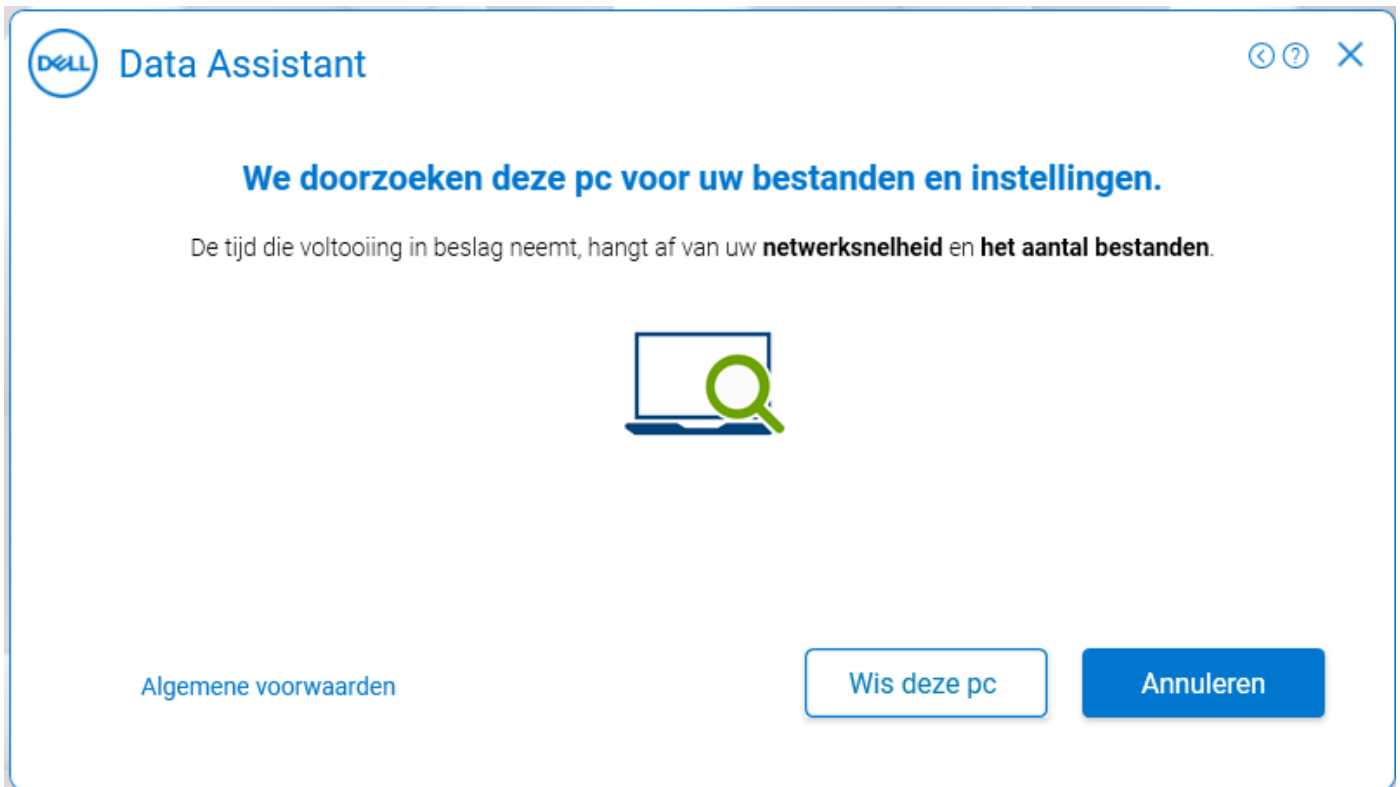 DELL
Data Assistant
We doorzoeken deze pc voor uw bestanden en instellingen.
De tijd die voltooiing in beslag neemt, hangt af van uw netwerksnelheid en het aantal bestanden.
Algemene voorwaarden
Wis deze pc
Annuleren